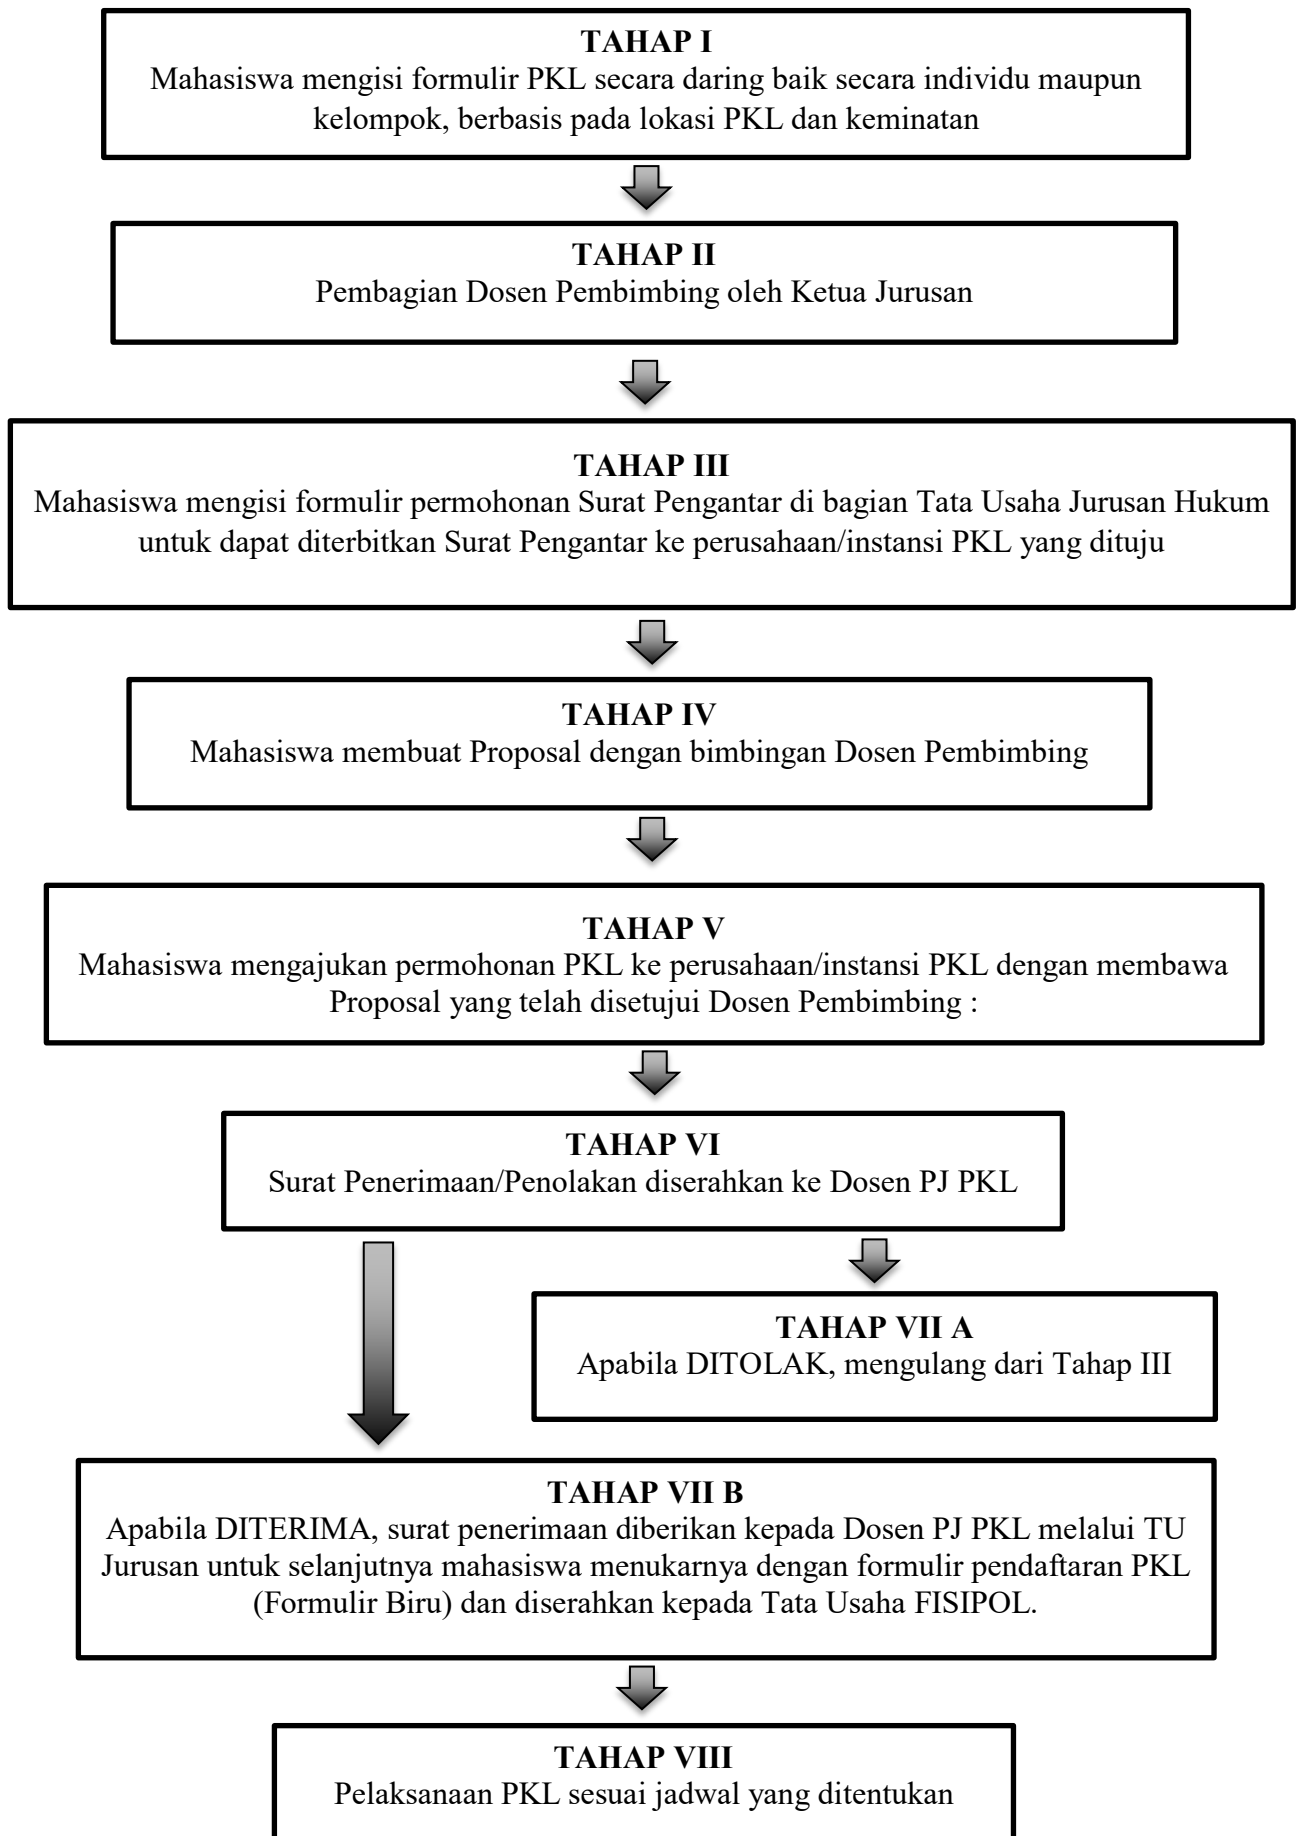 TAHAP I
Mahasiswa mengisi formulir PKL secara daring baik secara individu maupun
kelompok, berbasis pada lokasi PKL dan keminatan
TAHAP II
Pembagian Dosen Pembimbing oleh Ketua Jurusan
TAHAP III
Mahasiswa mengisi formulir permohonan Surat Pengantar di bagian Tata Usaha Jurusan Hukum
untuk dapat diterbitkan Surat Pengantar ke perusahaan/instansi PKL yang dituju
TAHAP IV
Mahasiswa membuat Proposal dengan bimbingan Dosen Pembimbing
TAHAP V
Mahasiswa mengajukan permohonan PKL ke perusahaan/instansi PKL dengan membawa
Proposal yang telah disetujui Dosen Pembimbing :
TAHAP VI
Surat Penerimaan/Penolakan diserahkan ke Dosen PJ PKL
TAHAP VII A
Apabila DITOLAK, mengulang dari Tahap III
TAHAP VII B
Apabila DITERIMA, surat penerimaan diberikan kepada Dosen PJ PKL melalui TU
Jurusan untuk selanjutnya mahasiswa menukarnya dengan formulir pendaftaran PKL
(Formulir Biru) dan diserahkan kepada Tata Usaha FISIPOL.
TAHAP VIII
Pelaksanaan PKL sesuai jadwal yang ditentukan